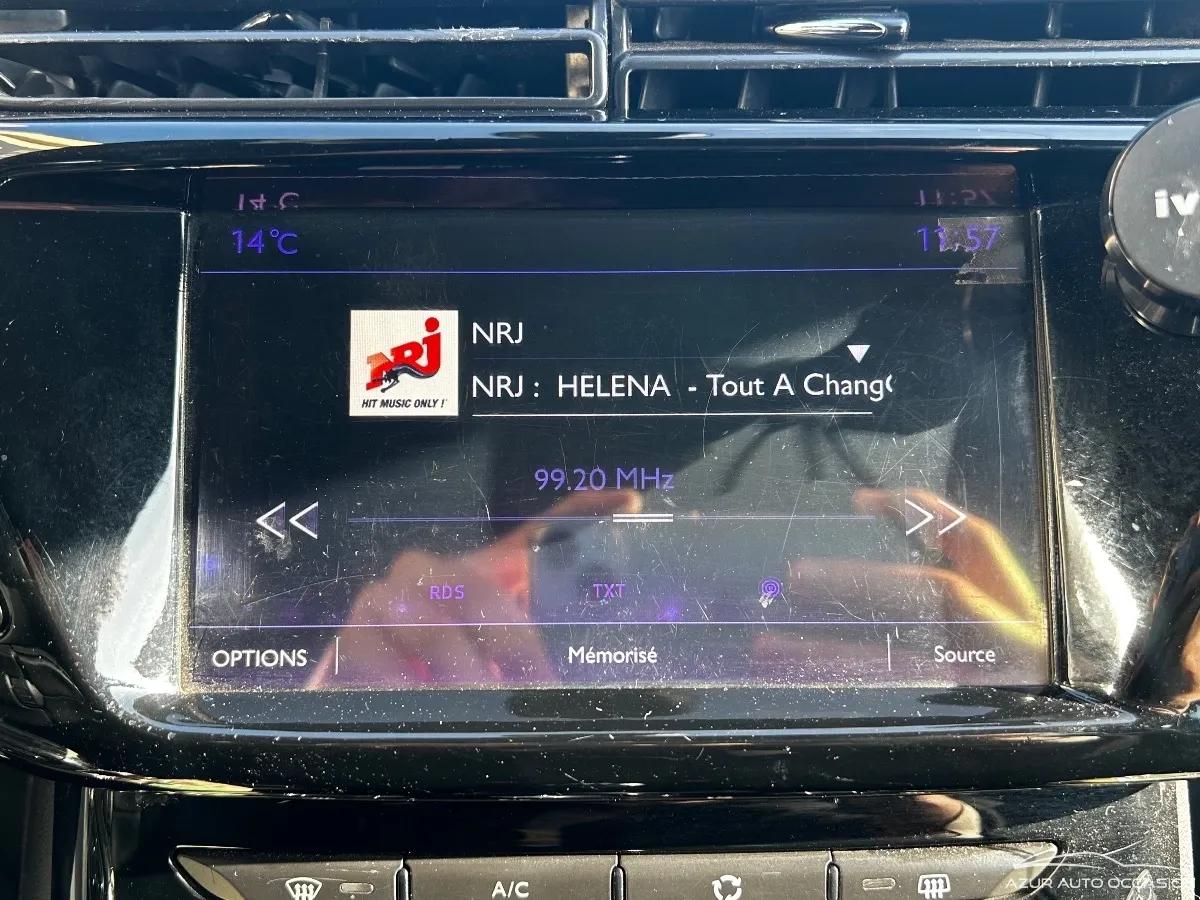 14°C 11:57
NRJ
NRJ
HIT MUSIC ONLY !
NRJ : HELENA - Tout A Chang
99.20 MHz
RDS TXT
OPTIONS Mémorisé Source
A/C
AZUR AUTO OCCASION